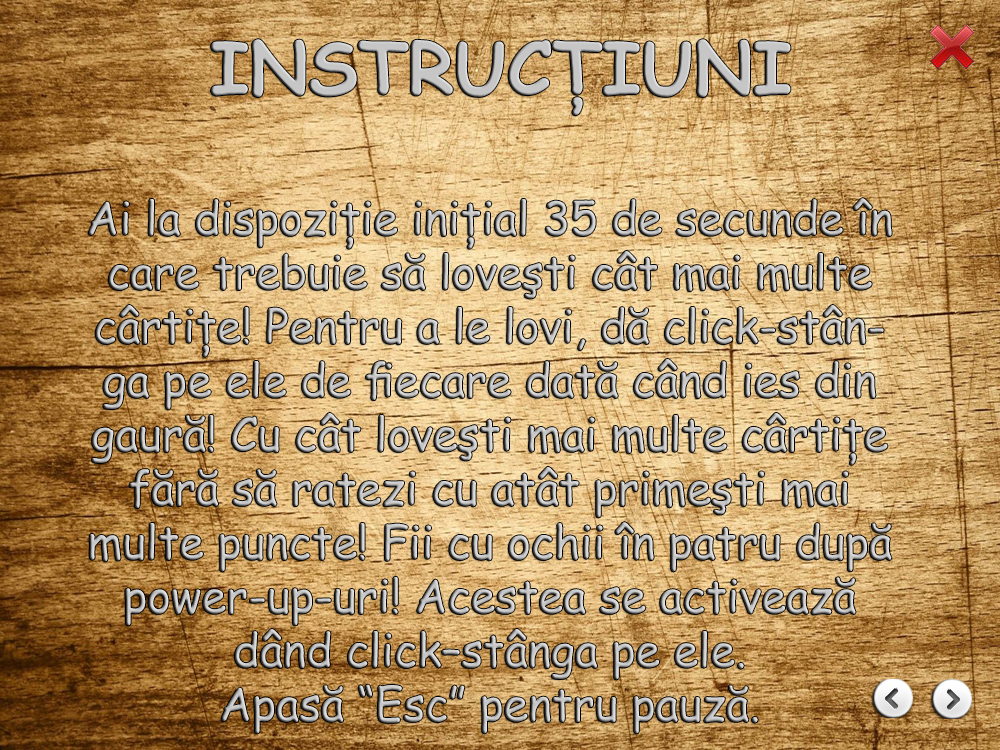 INSTRUCȚIUNI
Ai la dispoziție inițial 35 de secunde în
care trebuie să loveşti cât mai multe
cârtițe! Pentru a le lovi, dă click-stân-
ga pe ele de fiecare dată când ies din
gaură! Cu cât loveşti mai multe cârtițe
fără să ratezi cu atât primeşti mai
multe puncte! Fii cu ochii în patru după
power-up-uri! Acestea se activează
dând click-stânga pe ele.
Apasă “Esc” pentru pauză.